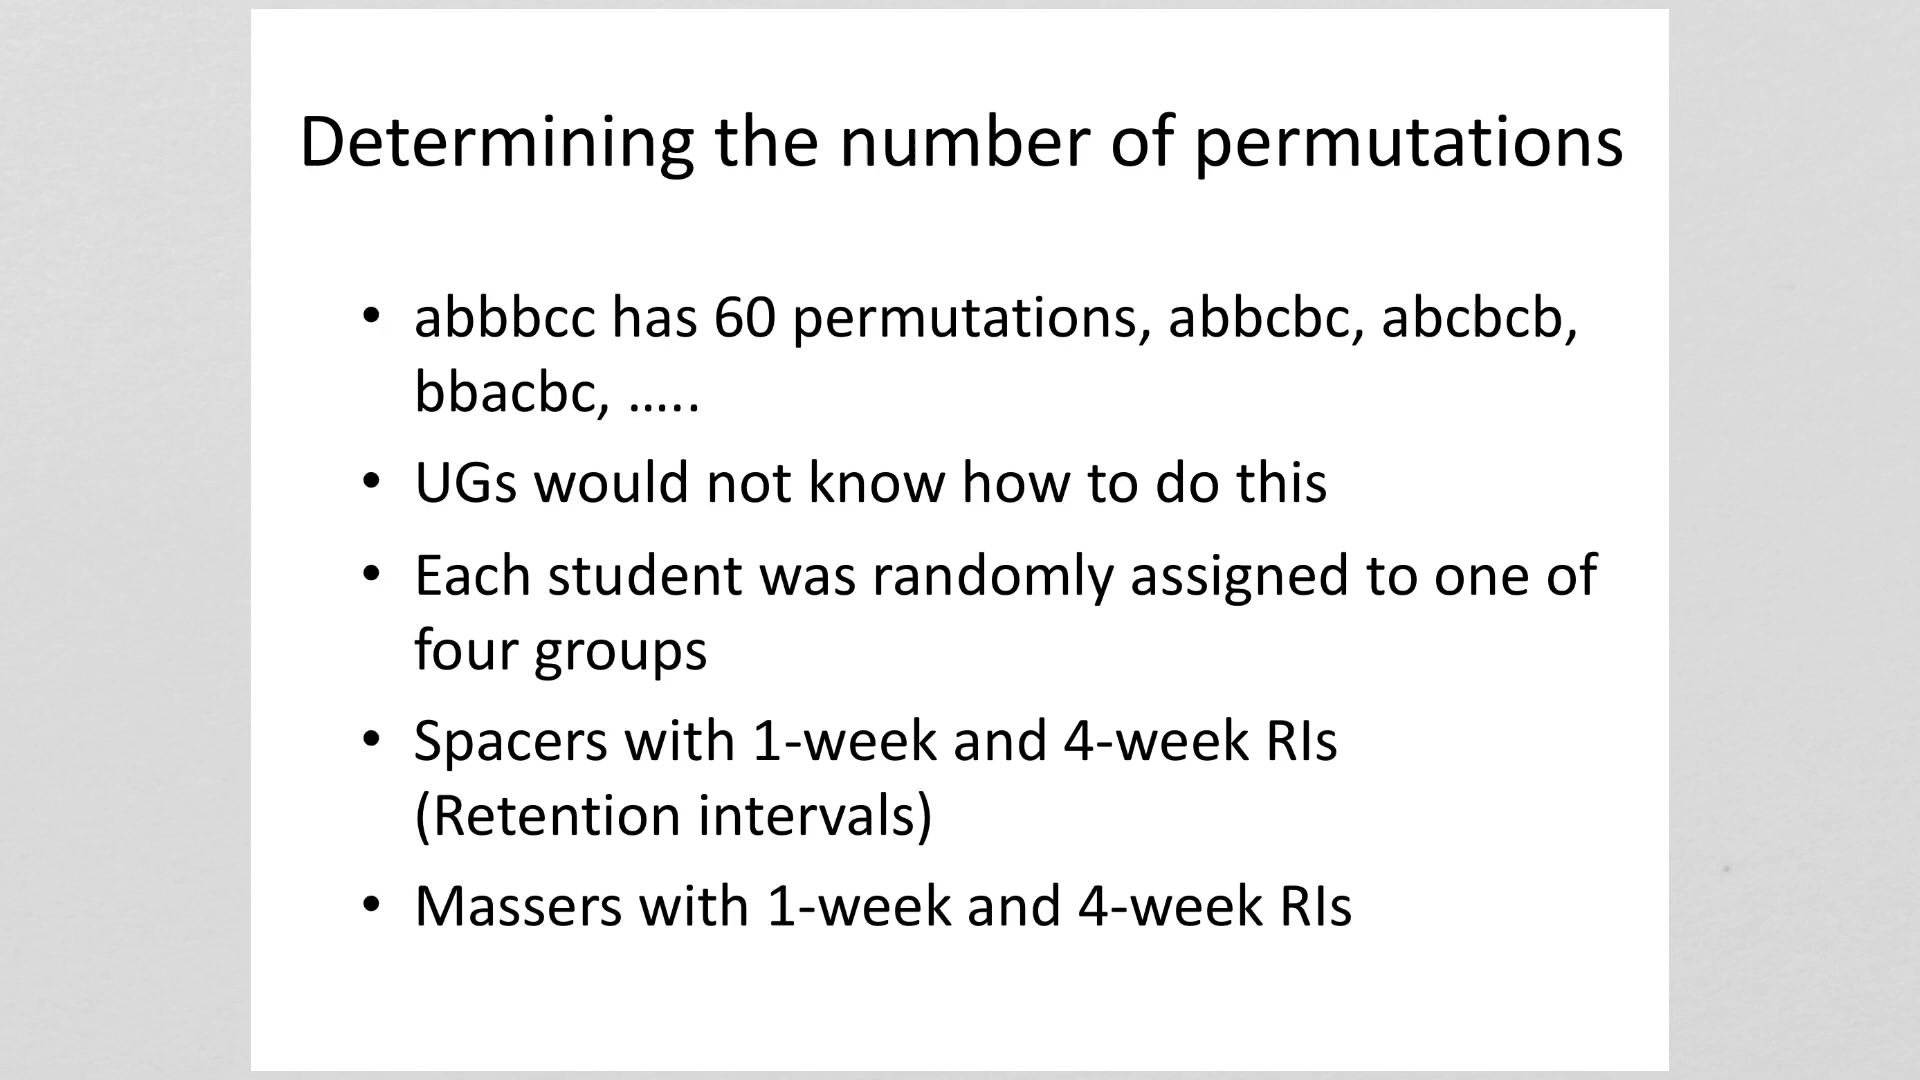 Determining the number of permutations
• abbbcc has 60 permutations, abbcbc, abcbcb,
bbacbc, .....
• UGs would not know how to do this
• Each student was randomly assigned to one of
four groups
• Spacers with 1-week and 4-week RIs
(Retention intervals)
• Massers with 1-week and 4-week RIs